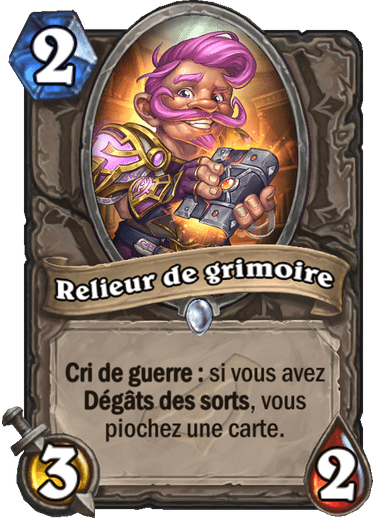 2
Relieur de grimoire
Cri de guerre : si vous avez
Dégâts des sorts, vous
piochez une carte.
3
2